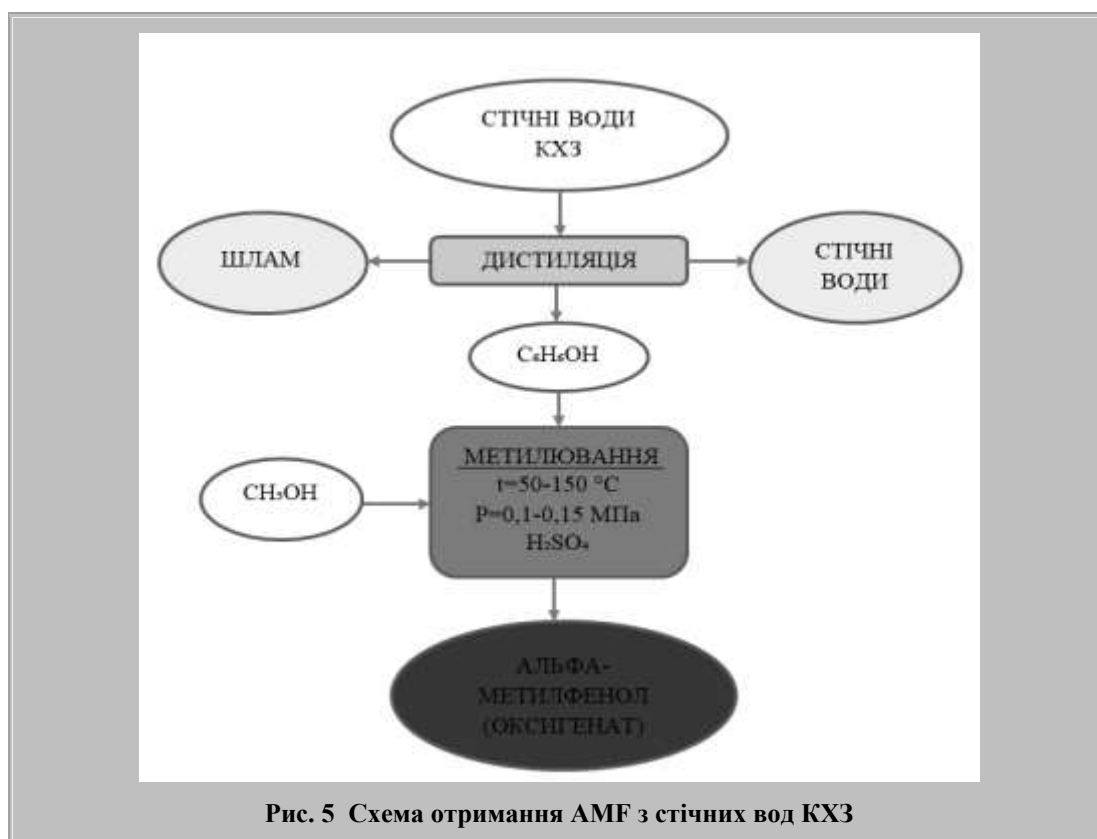 СТІЧНІ ВОДИ
КХЗ
ШЛАМ
ДИСТИЛЯЦІЯ
СТІЧНІ
ВОДИ
C₆H₅OH
МЕТИЛЮВАННЯ
t=50-150 °C
P=0,1-0,15 МПа
H₂SO₄
CH₃OH
АЛЬФА-
МЕТИЛФЕНОЛ
(ОКСИГЕНАТ)
Рис. 5 Схема отримання AMF з стічних вод КХЗ